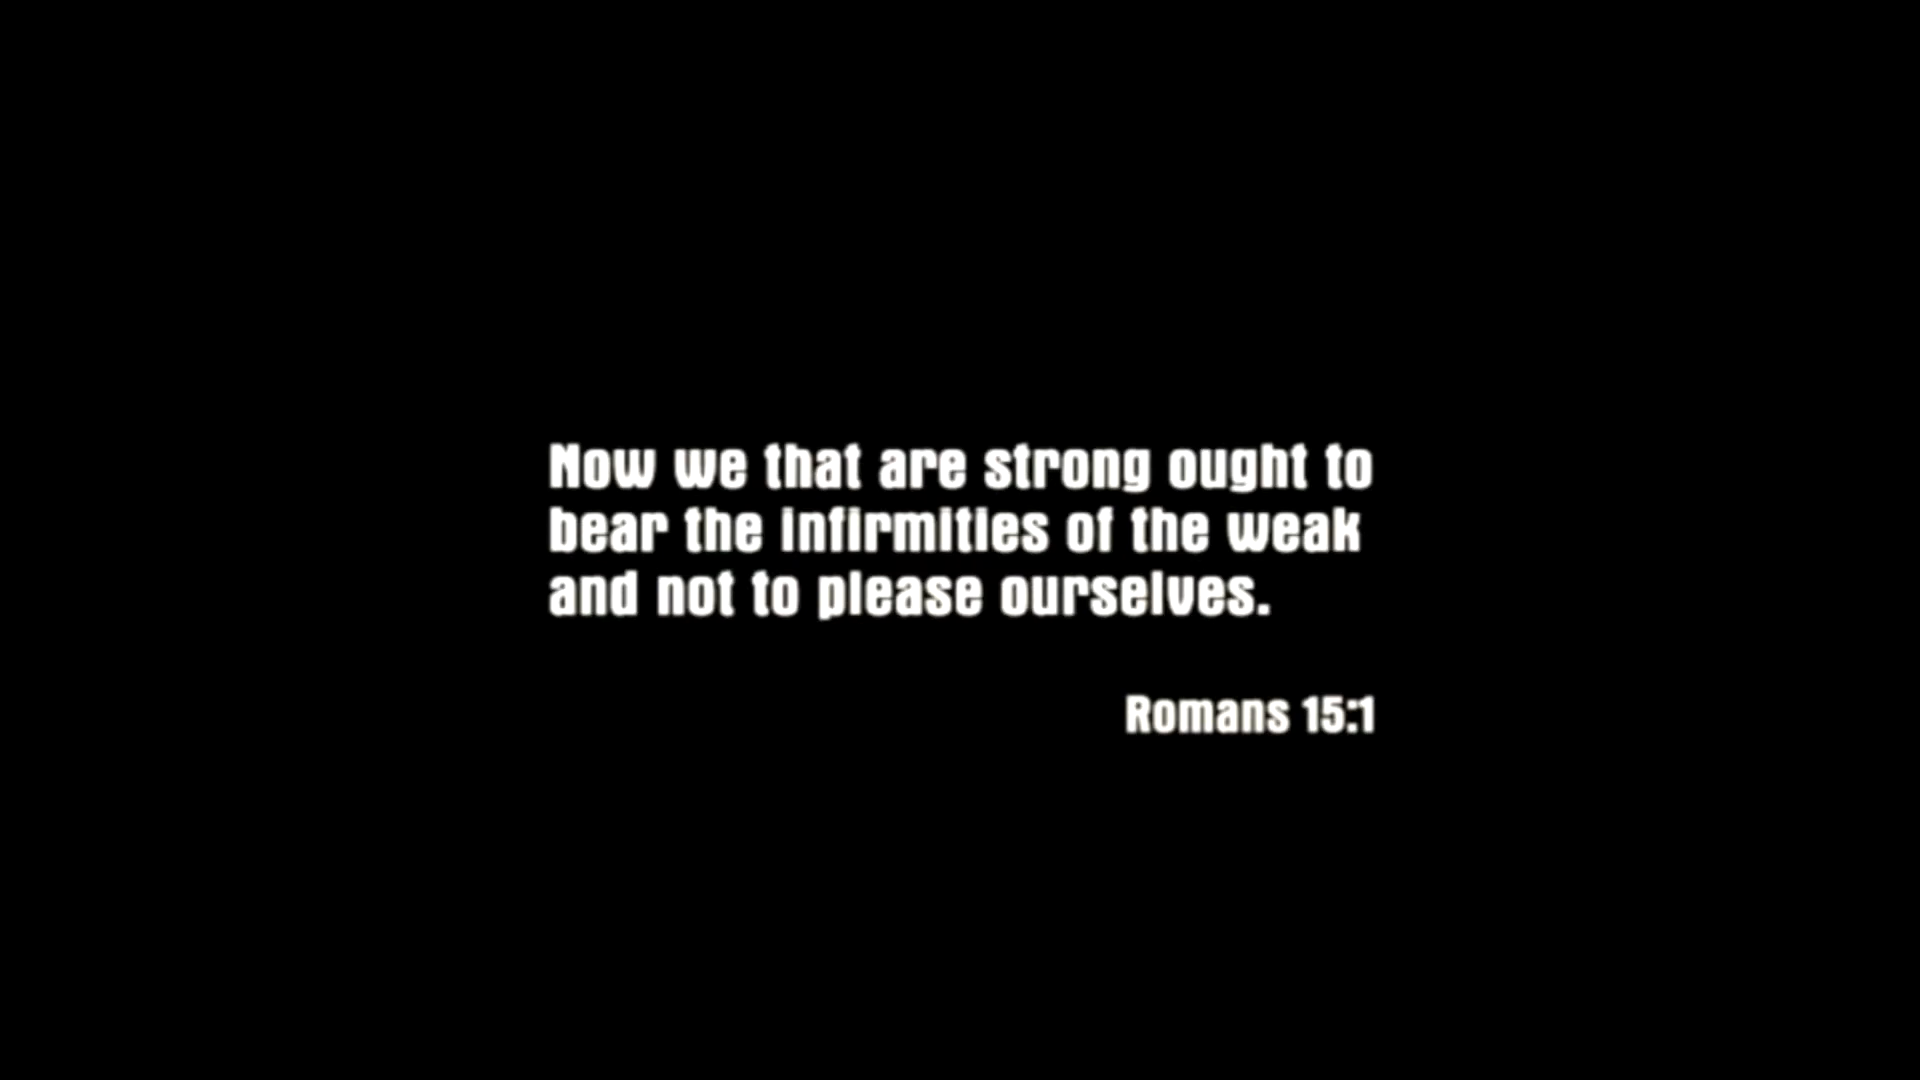 Now we that are strong ought to
bear the infirmities of the weak
and not to please ourselves.
Romans 15:1